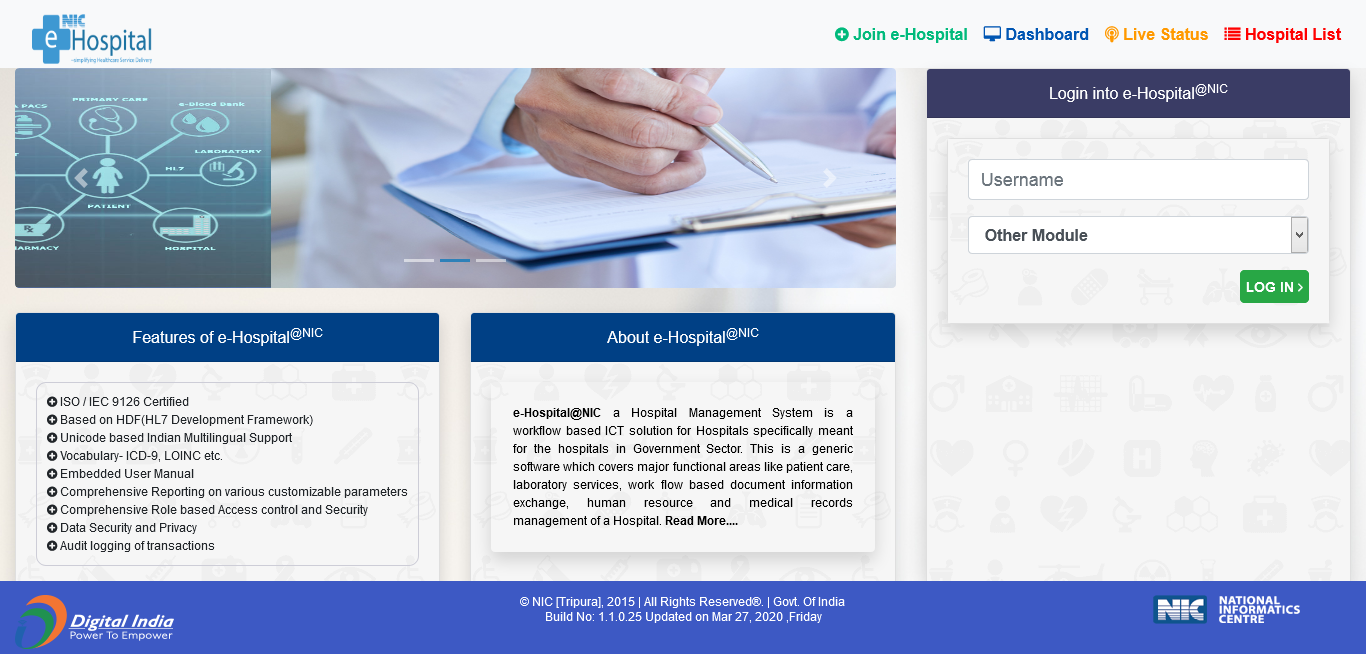 NIC
e Hospital
~simplifying Healthcare Service Delivery
Join e-Hospital
Dashboard
Live Status
Hospital List
PACS
PRIMARY CARE
e-Blood Bank
LABORATORY
HL7
PATIENT
HOSPITAL
Login into e-Hospital@NIC
Username
Other Module
LOG IN ›
Features of e-Hospital@NIC
ISO / IEC 9126 Certified
Based on HDF(HL7 Development Framework)
Unicode based Indian Multilingual Support
Vocabulary- ICD-9, LOINC etc.
Embedded User Manual
Comprehensive Reporting on various customizable parameters
Comprehensive Role based Access control and Security
Data Security and Privacy
Audit logging of transactions
About e-Hospital@NIC
e-Hospital@NIC a Hospital Management System is a
workflow based ICT solution for Hospitals specifically meant
for the hospitals in Government Sector. This is a generic
software which covers major functional areas like patient care,
laboratory services, work flow based document information
exchange, human resource and medical records
management of a Hospital. Read More....
Digital India
Power To Empower
© NIC [Tripura], 2015 | All Rights Reserved®. | Govt. Of India
Build No: 1.1.0.25 Updated on Mar 27, 2020 ,Friday
NIC
NATIONAL
INFORMATICS
CENTRE